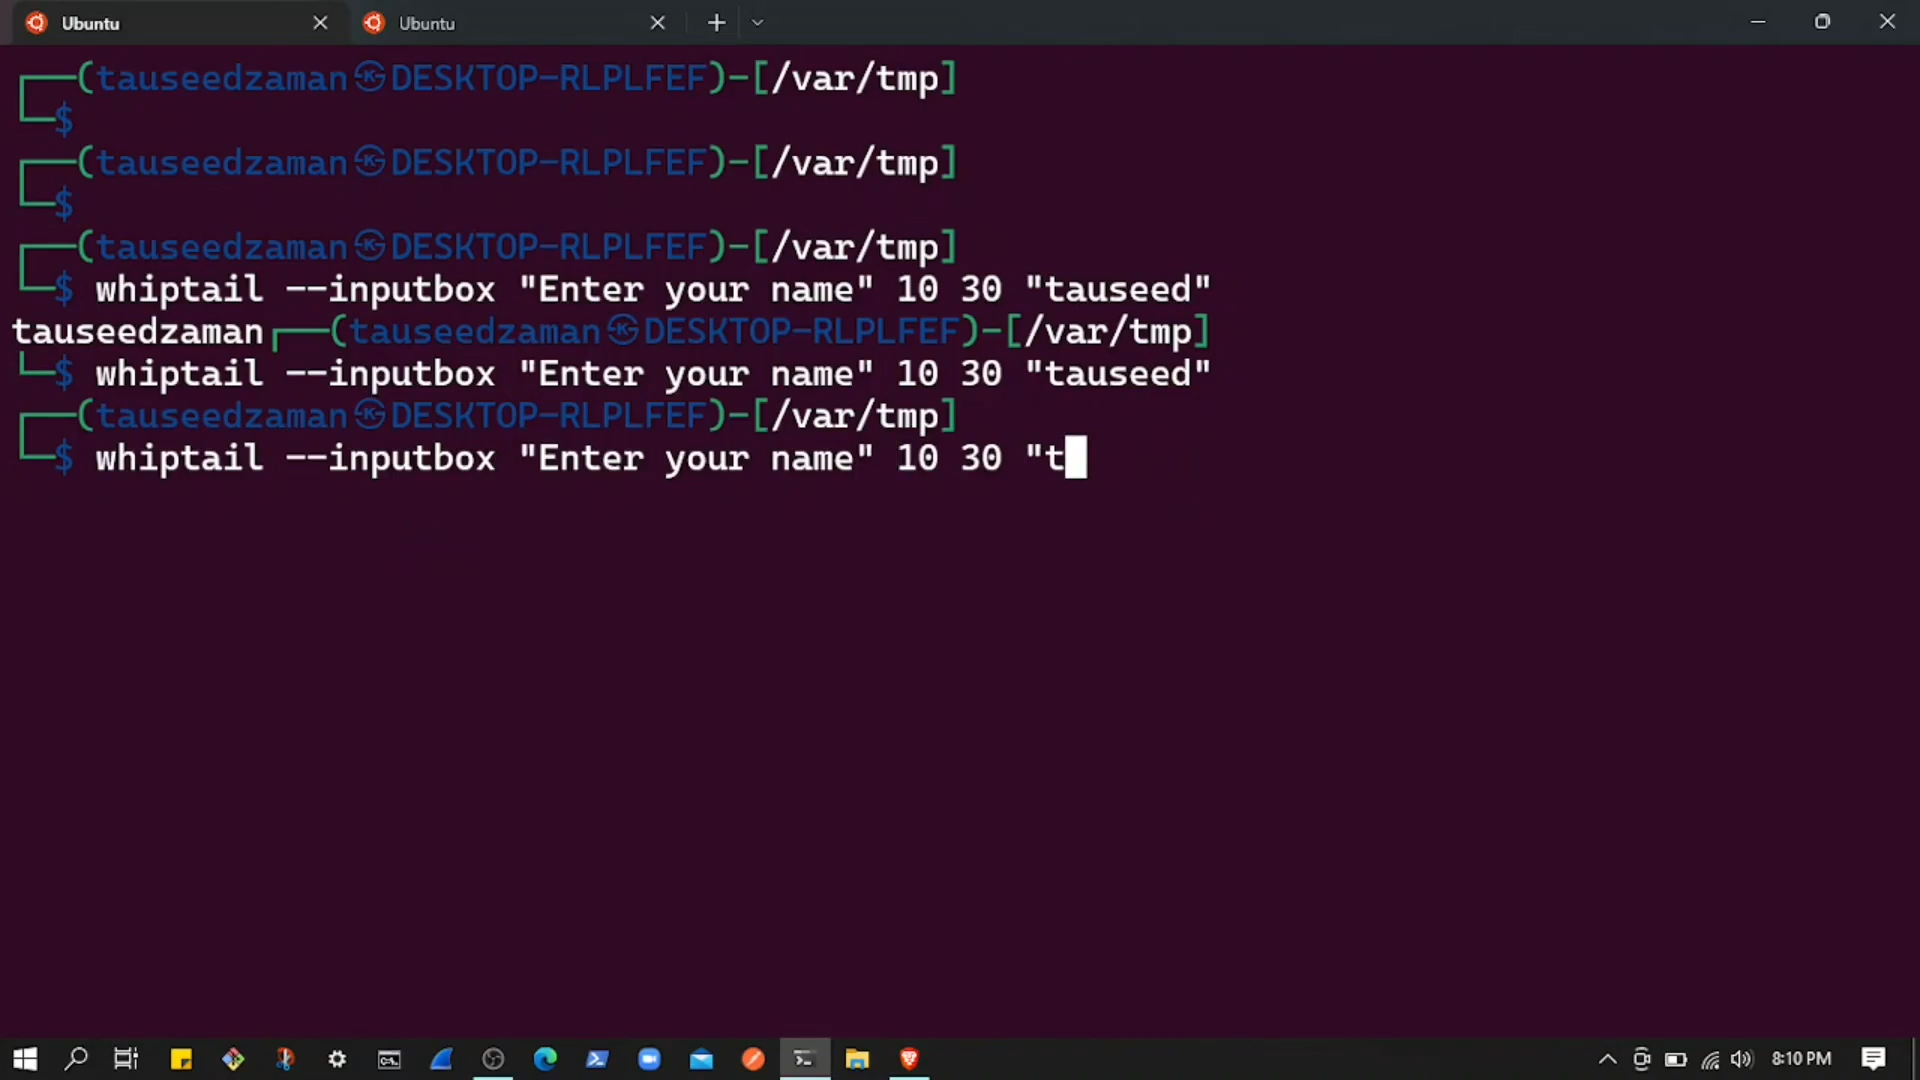 Ubuntu
Ubuntu
┌──(tauseedzaman㉿DESKTOP-RLPLFEF)-[/var/tmp]
└─$
┌──(tauseedzaman㉿DESKTOP-RLPLFEF)-[/var/tmp]
└─$
┌──(tauseedzaman㉿DESKTOP-RLPLFEF)-[/var/tmp]
└─$ whiptail --inputbox "Enter your name" 10 30 "tauseed"
tauseedzaman┌──(tauseedzaman㉿DESKTOP-RLPLFEF)-[/var/tmp]
└─$ whiptail --inputbox "Enter your name" 10 30 "tauseed"
┌──(tauseedzaman㉿DESKTOP-RLPLFEF)-[/var/tmp]
└─$ whiptail --inputbox "Enter your name" 10 30 "t
8:10 PM